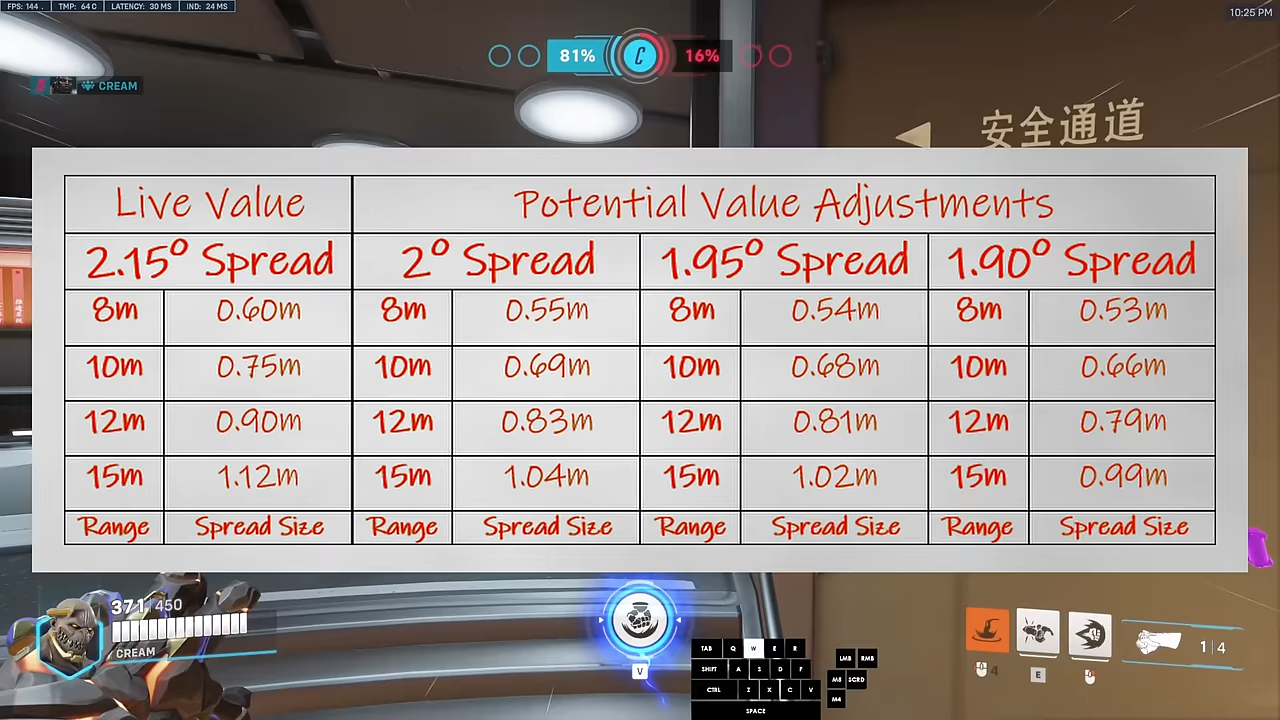 FPS: 144 . TMP: 64 C LATENCY: 30 MS IND: 24 MS
10:25 PM
81% C 16%
CREAM
安全通道
Live Value Potential Value Adjustments
2.15° Spread 2° Spread 1.95° Spread 1.90° Spread
8m 0.60m 8m 0.55m 8m 0.54m 8m 0.53m
10m 0.75m 10m 0.69m 10m 0.68m 10m 0.66m
12m 0.90m 12m 0.83m 12m 0.81m 12m 0.79m
15m 1.12m 15m 1.04m 15m 1.02m 15m 0.99m
Range Spread Size Range Spread Size Range Spread Size Range Spread Size
371 450
CREAM
V
4 E
1 4
TAB Q W E R
SHIFT A S D F
CTRL Z X C V
SPACE
LMB RMB
M5 SCRD
M4